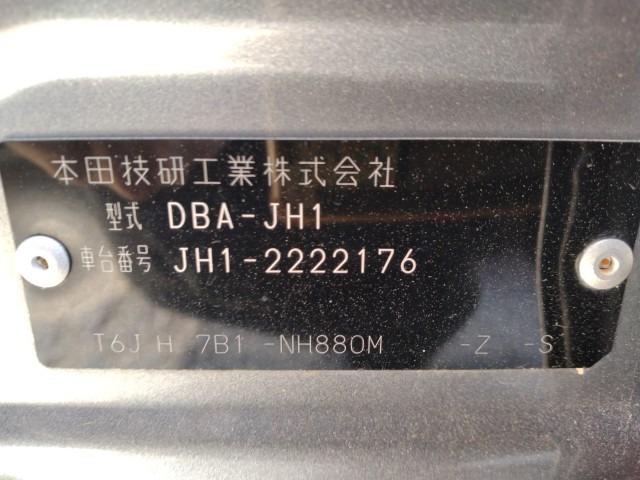 本田技研工業株式会社
型式 DBA-JH1
車台番号 JH1-2222176
T6J H 7B1 -NH880M -Z -S